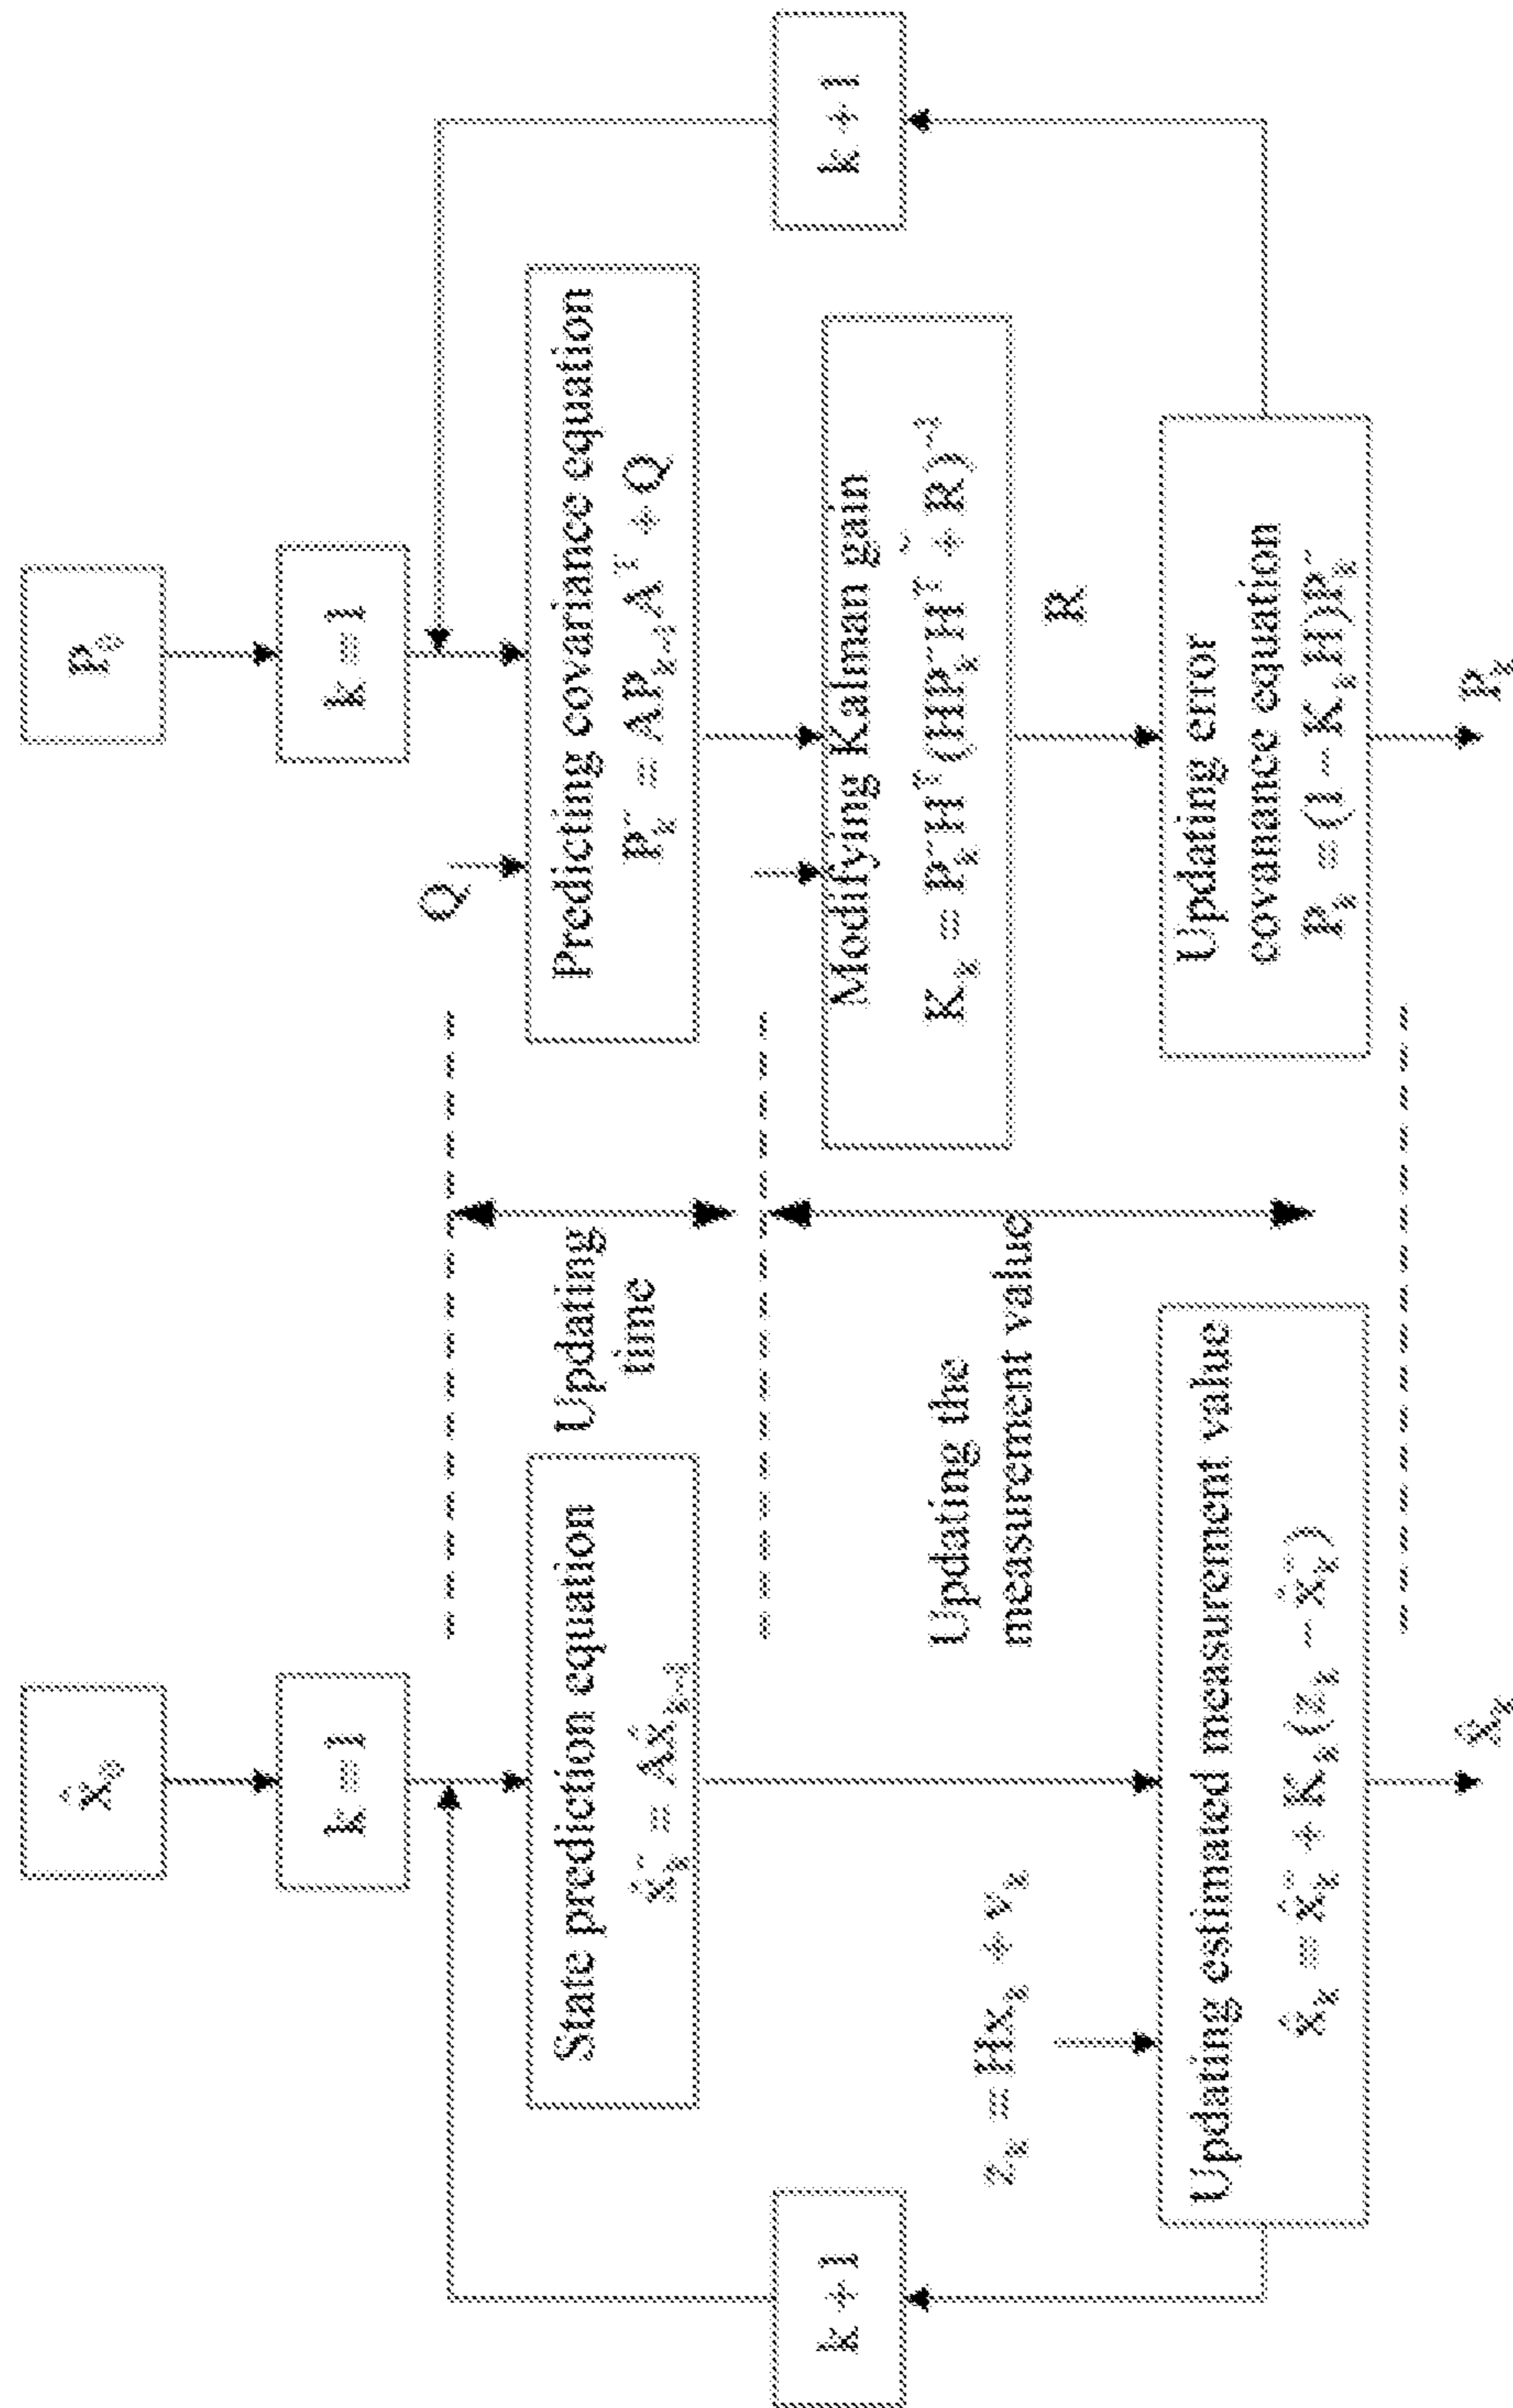 x̂₀
k = 1
State prediction equation
x̂ₖ⁻ = Ax̂ₖ₋₁
zₖ = Hxₖ + vₖ
k + 1
Updating estimated measurement value
x̂ₖ = x̂ₖ⁻ + Kₖ(zₖ − x̂ₖ⁻)
x̂ₖ
Updating
time
Updating the
measurement value
P₀
k = 1
Q
Predicting covariance equation
Pₖ⁻ = APₖ₋₁Aᵀ + Q
k + 1
Modifying Kalman gain
Kₖ = Pₖ⁻Hᵀ(HPₖ⁻Hᵀ + R)⁻¹
R
Updating error
covanance equation
Pₖ = (1 − KₖH)Pₖ⁻
Pₖ